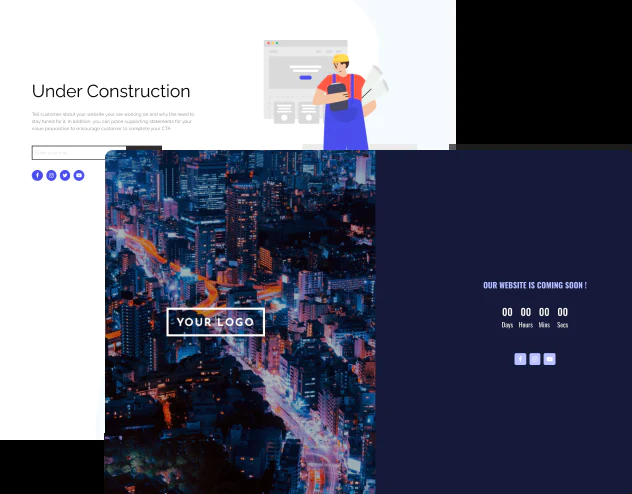 Under Construction
Tell customer about your website your are working on and why the need to
stay tuned for it. In addition, you can place supporting statements for your
value proposition to encourage customer to complete your CTA
YOUR LOGO
OUR WEBSITE IS COMING SOON !
00 00 00 00
Days Hours Mins Secs